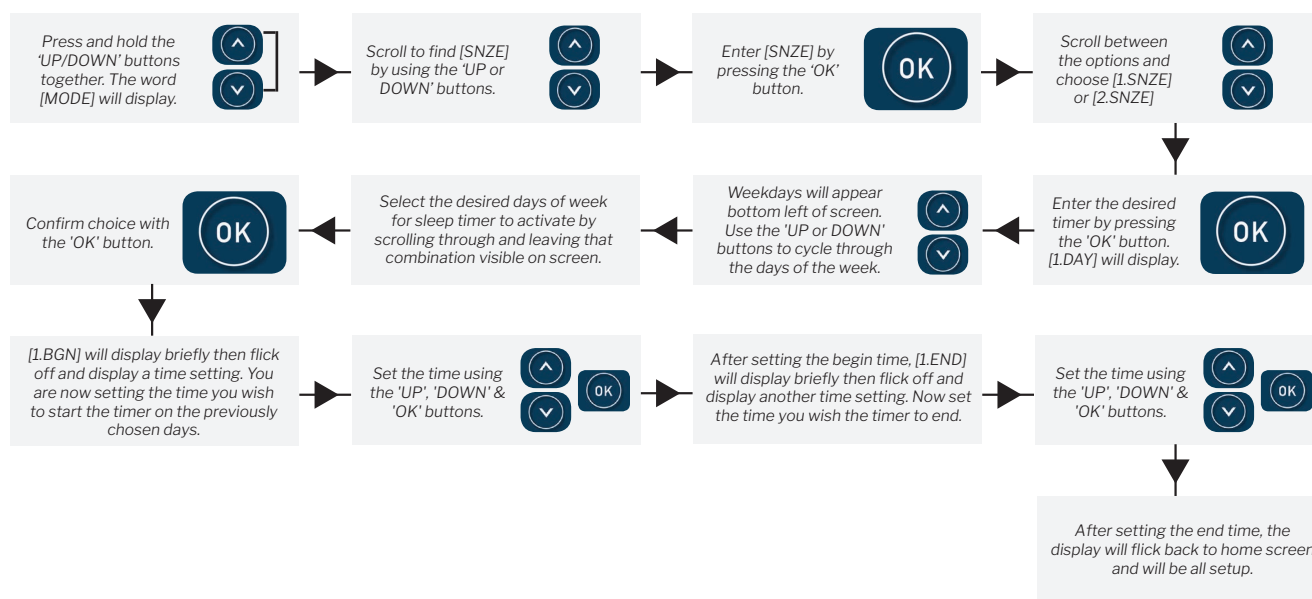 Press and hold the
‘UP/DOWN’ buttons
together. The word
[MODE] will display.
Scroll to find [SNZE]
by using the ‘UP or
DOWN’ buttons.
Enter [SNZE] by
pressing the ‘OK’
button.
OK
Scroll between
the options and
choose [1.SNZE]
or [2.SNZE]
Enter the desired
timer by pressing
the 'OK' button.
[1.DAY] will display.
OK
Weekdays will appear
bottom left of screen.
Use the 'UP or DOWN'
buttons to cycle through
the days of the week.
Select the desired days of week
for sleep timer to activate by
scrolling through and leaving that
combination visible on screen.
Confirm choice with
the 'OK' button.
OK
[1.BGN] will display briefly then flick
off and display a time setting. You
are now setting the time you wish
to start the timer on the previously
chosen days.
Set the time using
the 'UP', 'DOWN' &
'OK' buttons.
OK
After setting the begin time, [1.END]
will display briefly then flick off and
display another time setting. Now set
the time you wish the timer to end.
Set the time using
the 'UP', 'DOWN' &
'OK' buttons.
OK
After setting the end time, the
display will flick back to home screen
and will be all setup.